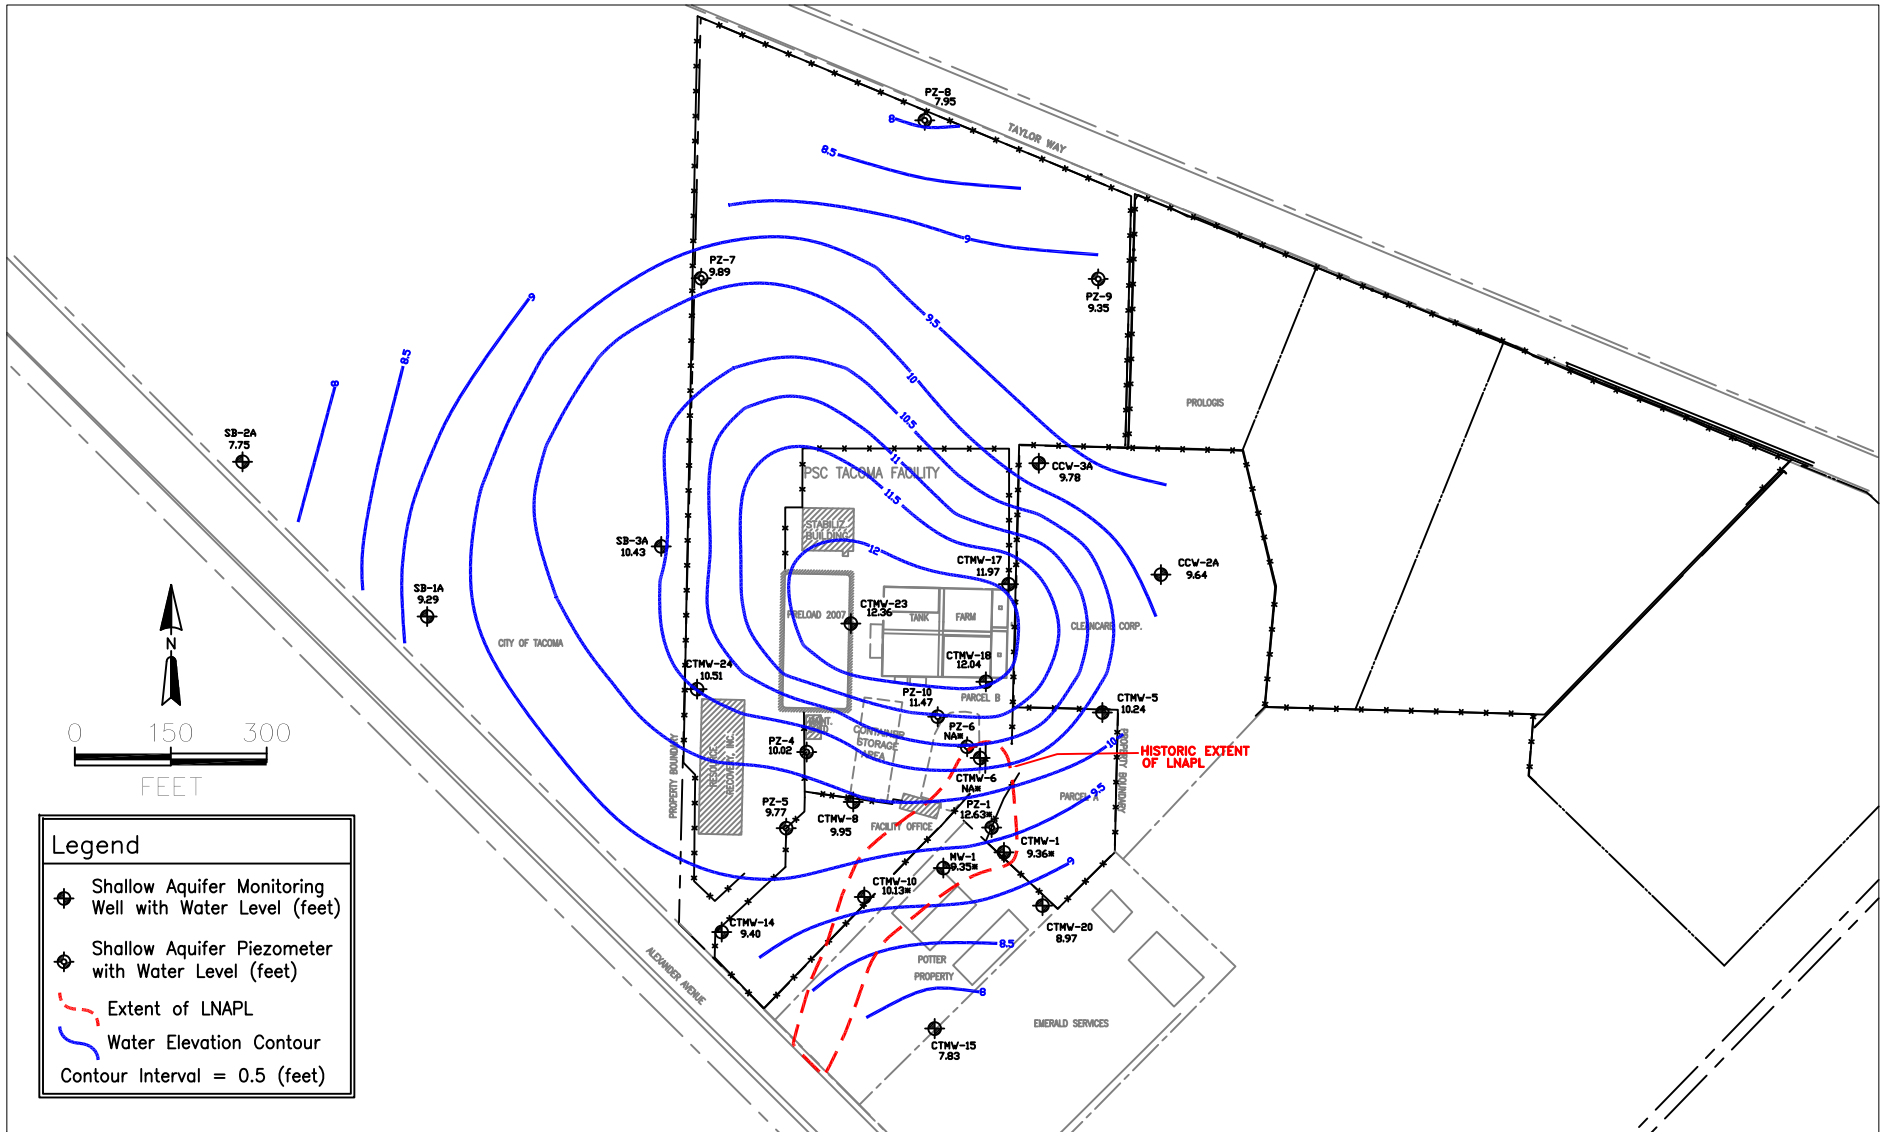 PZ-8
7.95
8
TAYLOR WAY
8.5
9
PZ-7
9.89
PZ-9
9.35
9
9.5
8.5
8
10
PROLOGIS
10.5
SB-2A
7.75
11
CCW-3A
9.78
PSC TACOMA FACILITY
11.5
STABILIZ.
BUILDING
SB-3A
10.43
12
CTMW-17
11.97
CCW-2A
9.64
SB-1A
9.29
CTMW-23
12.36
PRELOAD 2007
TANK FARM
CLEANCARE CORP.
CITY OF TACOMA
N
CTMW-24
10.51
CTMW-18
12.04
PARCEL B
PZ-10
11.47
CTMW-5
10.24
PZ-6
NA*
CONTAINER
STORAGE
AREA
PZ-4
10.02
PROPERTY BOUNDARY
RECOVERY, INC.
PROPERTY BOUNDARY
HISTORIC EXTENT
OF LNAPL
0 150 300
FEET
CTMW-6
NA*
9.5
PARCEL A
PZ-5
9.77
CTMW-8
9.95
PZ-1
12.63*
FACILITY OFFICE
CTMW-1
9.36*
MW-1
9.35*
9
CTMW-10
10.13*
CTMW-14
9.40
CTMW-20
8.97
8.5
POTTER
PROPERTY
ALEXANDER AVENUE
8
EMERALD SERVICES
CTMW-15
7.83
Legend
Shallow Aquifer Monitoring
Well with Water Level (feet)
Shallow Aquifer Piezometer
with Water Level (feet)
Extent of LNAPL
Water Elevation Contour
Contour Interval = 0.5 (feet)